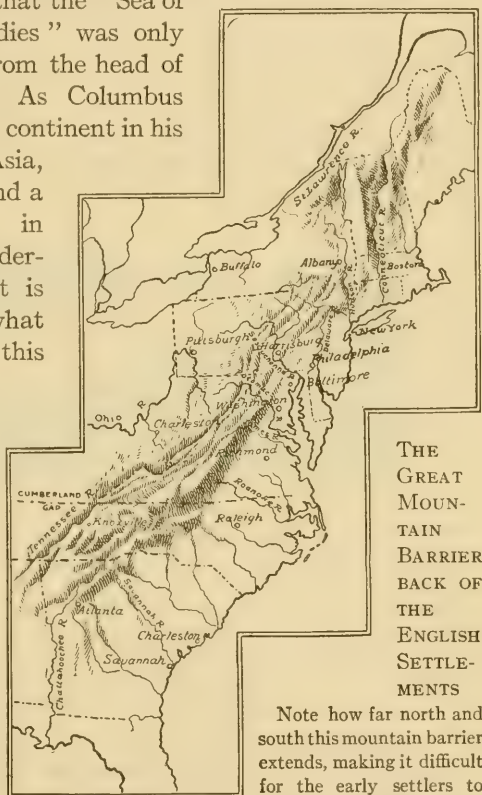 that the "Sea of
dies" was only
from the head of
As Columbus
continent in his
Asia,
nd a
in
der-
t is
what
this
St. Lawrence R.
Buffalo
Albany
Hudson R.
Connecticut R.
Boston
New York
Pittsburgh
Harrisburg
Delaware R.
Philadelphia
Baltimore
Ohio R.
Charleston
Washington
Richmond
CUMBERLAND
GAP
Tennessee R.
Knoxville
Roanoke R.
Raleigh
Atlanta
Savannah R.
Charleston
Chattahoochee R.
Savannah
THE
GREAT
MOUN-
TAIN
BARRIER
BACK OF
THE
ENGLISH
SETTLE-
MENTS
Note how far north and
south this mountain barrier
extends, making it difficult
for the early settlers to